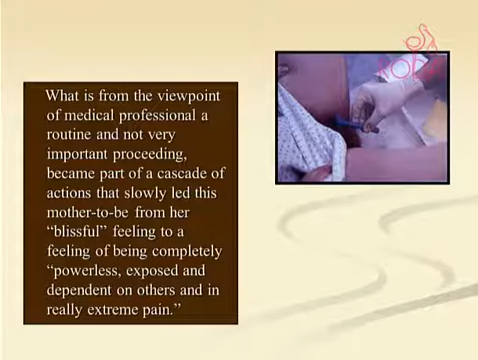 What is from the viewpoint
of medical professional a
routine and not very
important proceeding,
became part of a cascade of
actions that slowly led this
mother-to-be from her
“blissful” feeling to a
feeling of being completely
“powerless, exposed and
dependent on others and in
really extreme pain.”